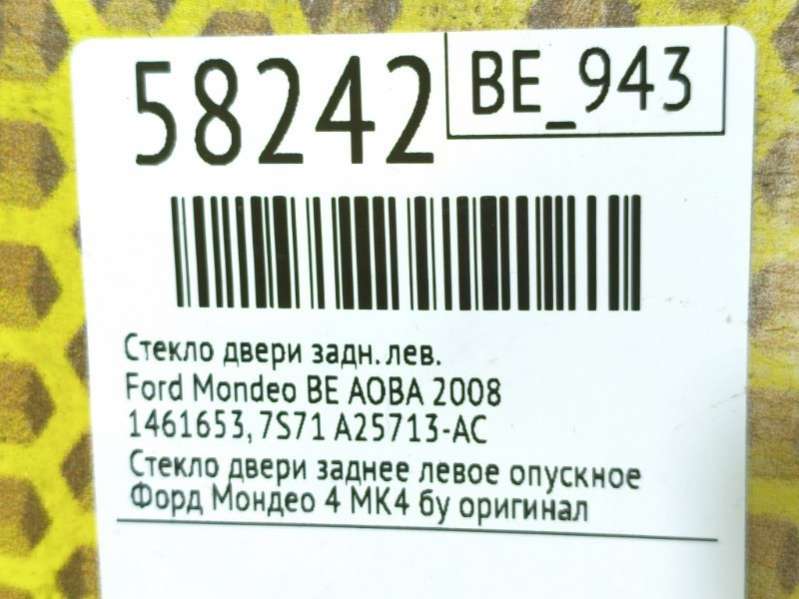 58242
BE_943
Стекло двери задн. лев.
Ford Mondeo BE AOBA 2008
1461653, 7S71 A25713-AC
Стекло двери заднее левое опускное
Форд Мондео 4 МК4 бу оригинал